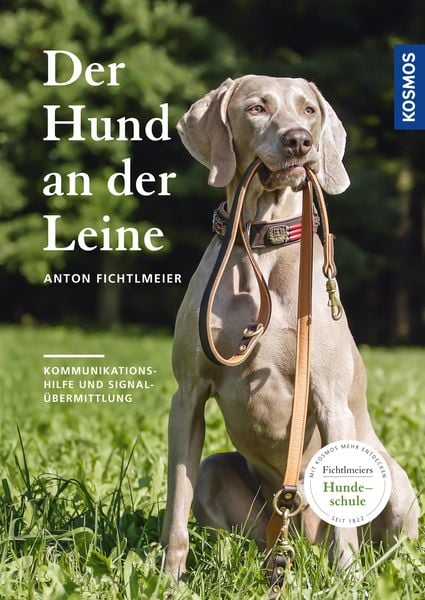 Der
Hund
an der
Leine
ANTON FICHTLMEIER
KOMMUNIKATIONS-
HILFE UND SIGNAL-
ÜBERMITTLUNG
KOSMOS
MIT KOSMOS MEHR ENTDECKEN
Fichtlmeiers
Hunde–
schule
SEIT 1822